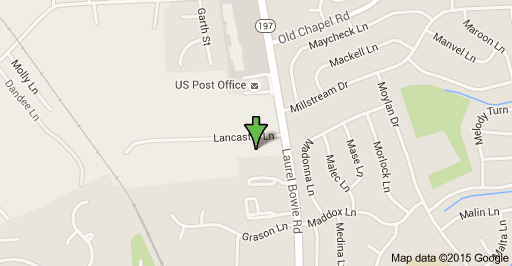 Garth St
197
Old Chapel Rd
Maycheck Ln
Maroon Ln
Manvel Ln
Mackell Ln
Molly Ln
Dandee Ln
US Post Office
Millstream Dr
Moylan Dr
Melody Turn
Lancaster Ln
Laurel Bowie Rd
Madonna Ln
Malec Ln
Mase Ln
Morlock Ln
Maddox Ln
Malin Ln
Grason Ln
Medina Ln
Map data ©2015 Google